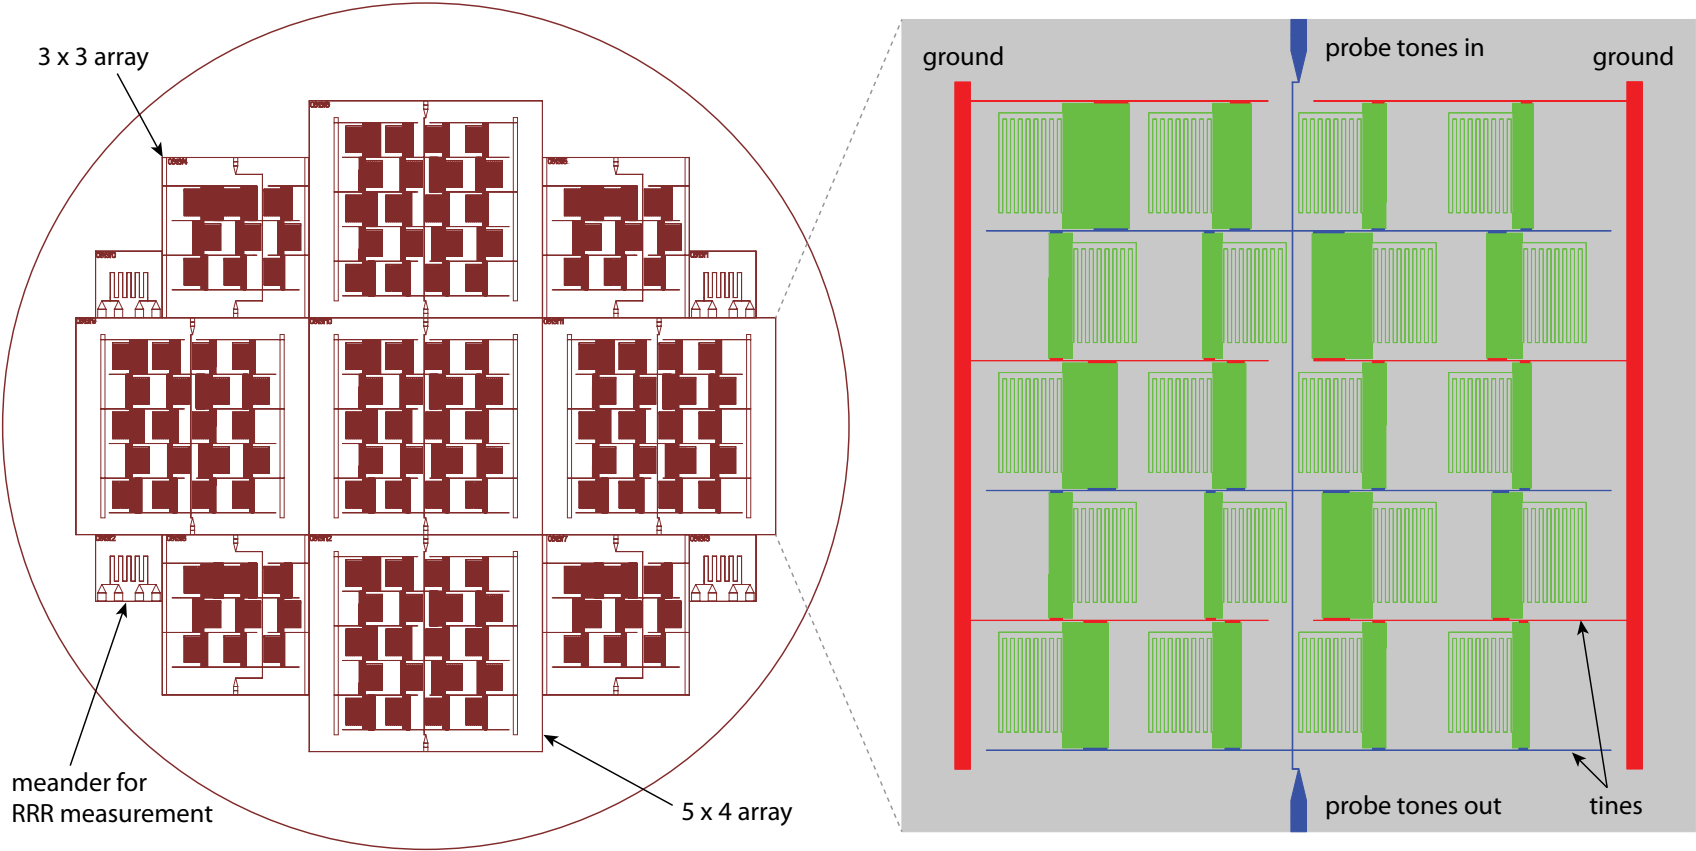 3 x 3 array
meander for
RRR measurement
5 x 4 array
probe tones in
ground
ground
probe tones out
tines